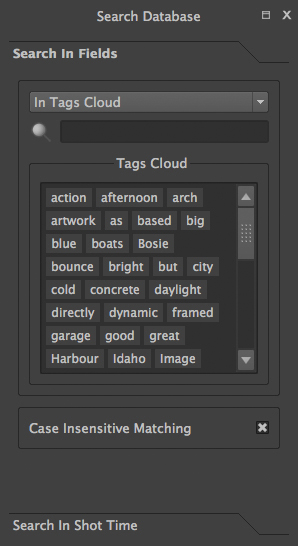 Search Database
Search In Fields
In Tags Cloud
Tags Cloud
action afternoon arch
artwork as based big
blue boats Bosie
bounce bright but city
cold concrete daylight
directly dynamic framed
garage good great
Harbour Idaho Image
Case Insensitive Matching
Search In Shot Time